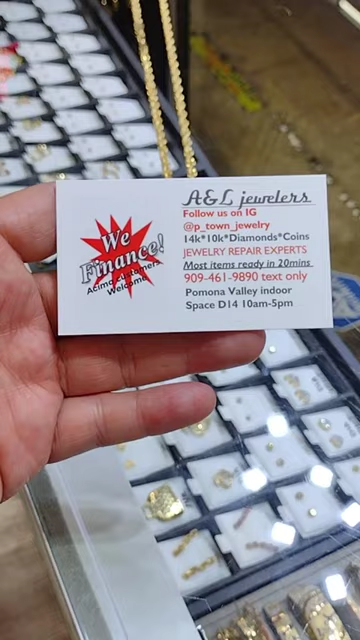 A&L jewelers
Follow us on IG
@p_town_jewelry
14k*10k*Diamonds*Coins
JEWELRY REPAIR EXPERTS
Most items ready in 20mins
909-461-9890 text only
Pomona Valley indoor
Space D14 10am-5pm
We
Finance!
Acima customers
Welcome